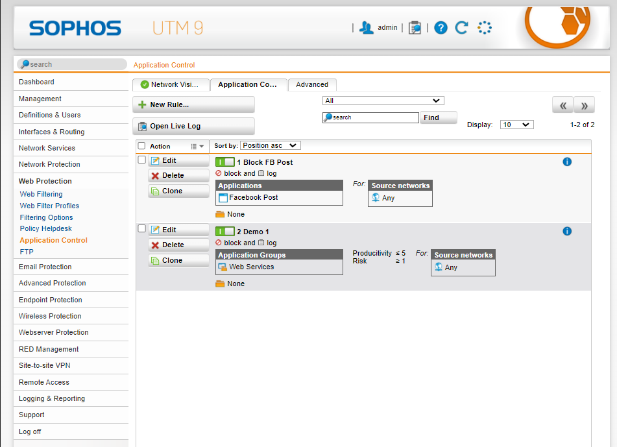 SOPHOS UTM 9
admin
search
Application Control
Dashboard
Management
Definitions & Users
Interfaces & Routing
Network Services
Network Protection
Web Protection
Web Filtering
Web Filter Profiles
Filtering Options
Policy Helpdesk
Application Control
FTP
Email Protection
Advanced Protection
Endpoint Protection
Wireless Protection
Webserver Protection
RED Management
Site-to-site VPN
Remote Access
Logging & Reporting
Support
Log off
Network Visi... Application Co... Advanced
New Rule...
Open Live Log
All
search Find
Display: 10 1-2 of 2
Action Sort by: Position asc
Edit
Delete
Clone
1 Block FB Post
block and log
Applications For: Source networks
Facebook Post Any
None
Edit
Delete
Clone
2 Demo 1
block and log
Application Groups Productivity ≤ 5 For: Source networks
Web Services Risk ≥ 1 Any
None